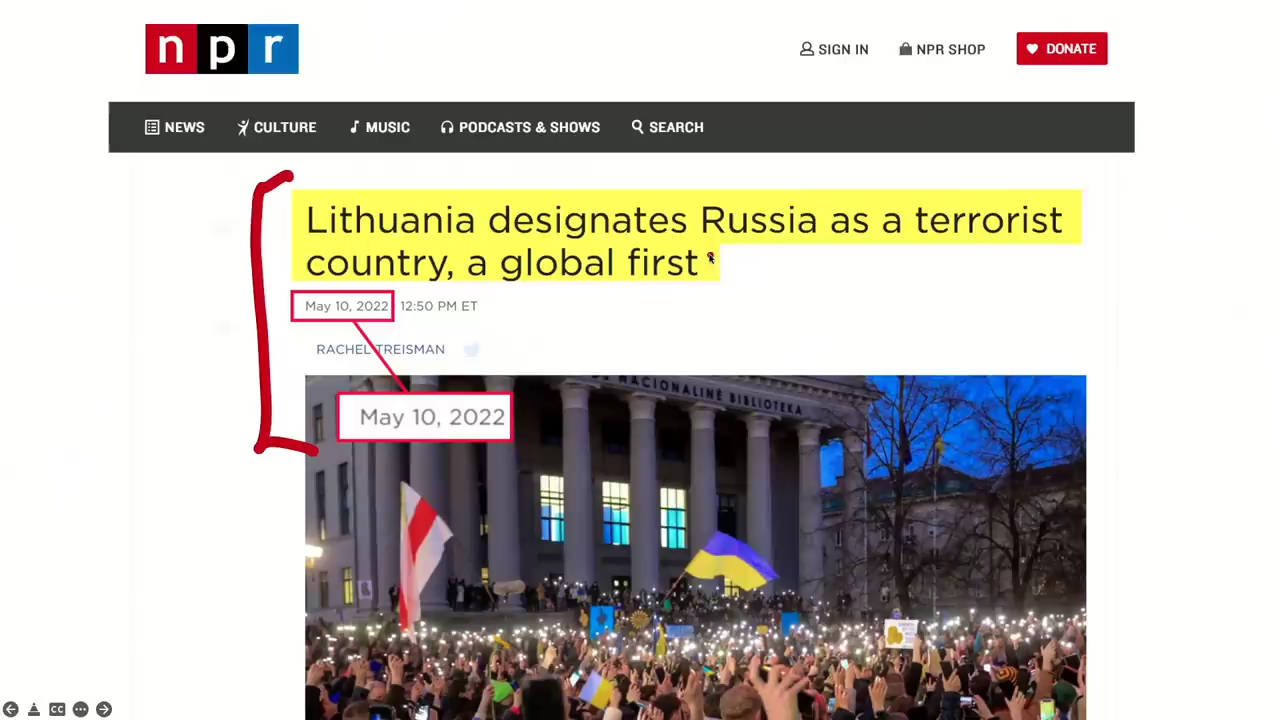 npr
SIGN IN
NPR SHOP
DONATE
NEWS
CULTURE
MUSIC
PODCASTS & SHOWS
SEARCH
Lithuania designates Russia as a terrorist
country, a global first
May 10, 2022 12:50 PM ET
RACHEL TREISMAN
May 10, 2022
NACIONALINĖ BIBLIOTEKA
CC